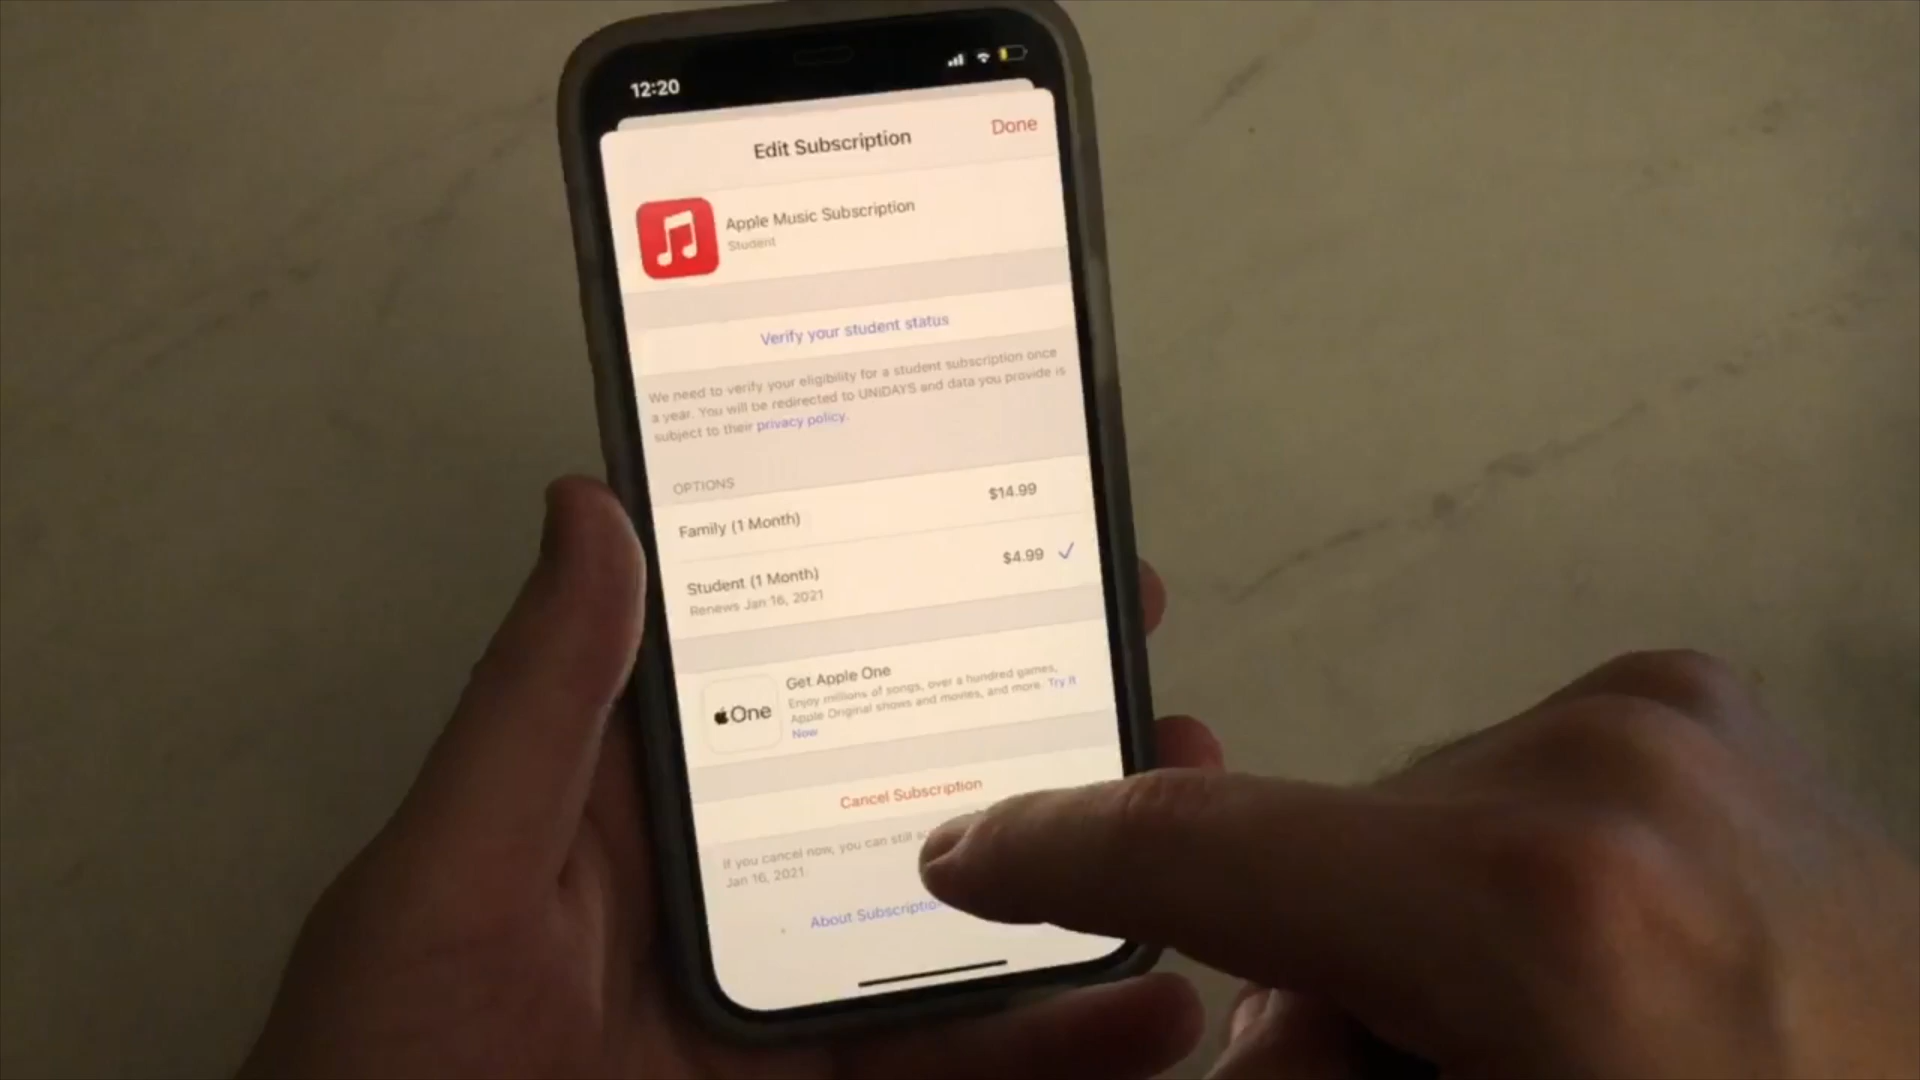 12:20
Edit Subscription
Done
Apple Music Subscription
Student
Verify your student status
We need to verify your eligibility for a student subscription once
a year. You will be redirected to UNiDAYS and data you provide is
subject to their privacy policy.
OPTIONS
Family (1 Month)
$14.99
Student (1 Month)
$4.99
Renews Jan 16, 2021
Get Apple One
One
Enjoy millions of songs, over a hundred games,
Apple Original shows and movies, and more. Try It
Now
Cancel Subscription
If you cancel now, you can still
Jan 16, 2021
About